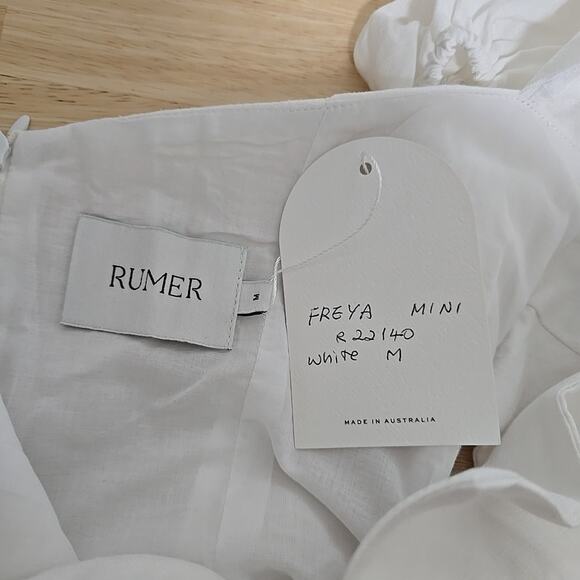 RUMER
M
FREYA MINI
R22140
White M
MADE IN AUSTRALIA